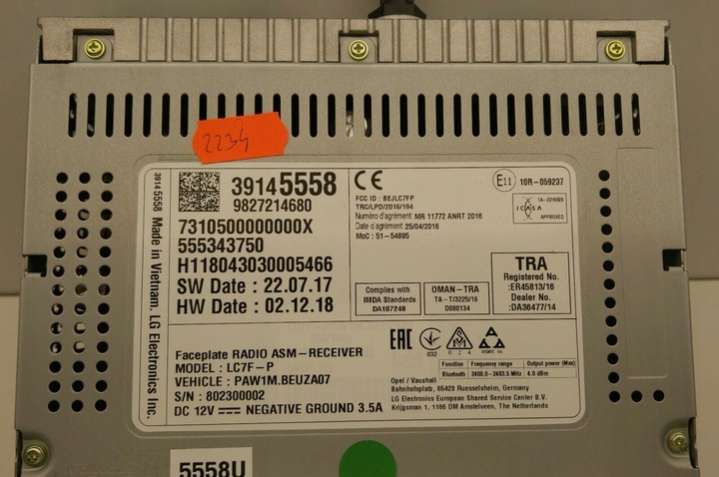 2234
39145558
9827214680
7310500000000X
555343750
H118043030005466
SW Date : 22.07.17
HW Date : 02.12.18
39145558 Made in Vietnam. LG Electronics Inc.
CE
FCC ID : BEJLC7FP
TRC/LPD/2016/184
Numéro d'agrément: MR 11772 ANRT 2016
Date d'agrément: 25/04/2016
MoC : S1-54895
E11 10R-059237
ICASA
APPROVED
Complies with
IMDA Standards
DA107248
OMAN-TRA
TA-T/3225/16
D080134
TRA
Registered No.
:ER45813/16
Dealer No.
:DA36477/14
EAC
Faceplate RADIO ASM-RECEIVER
MODEL : LC7F-P
VEHICLE : PAW1M.BEUZA07
S/N : 802300002
DC 12V NEGATIVE GROUND 3.5A
Function Frequency range Output power (Max)
Bluetooth 4.0 dBm
Opel / Vauxhall
Bahnhofsplatz, 65423 Ruesselsheim, Germany
LG Electronics European Shared Service Center B.V.
Krijgsman 1, 1186 DM Amstelveen, The Netherlands
5558U